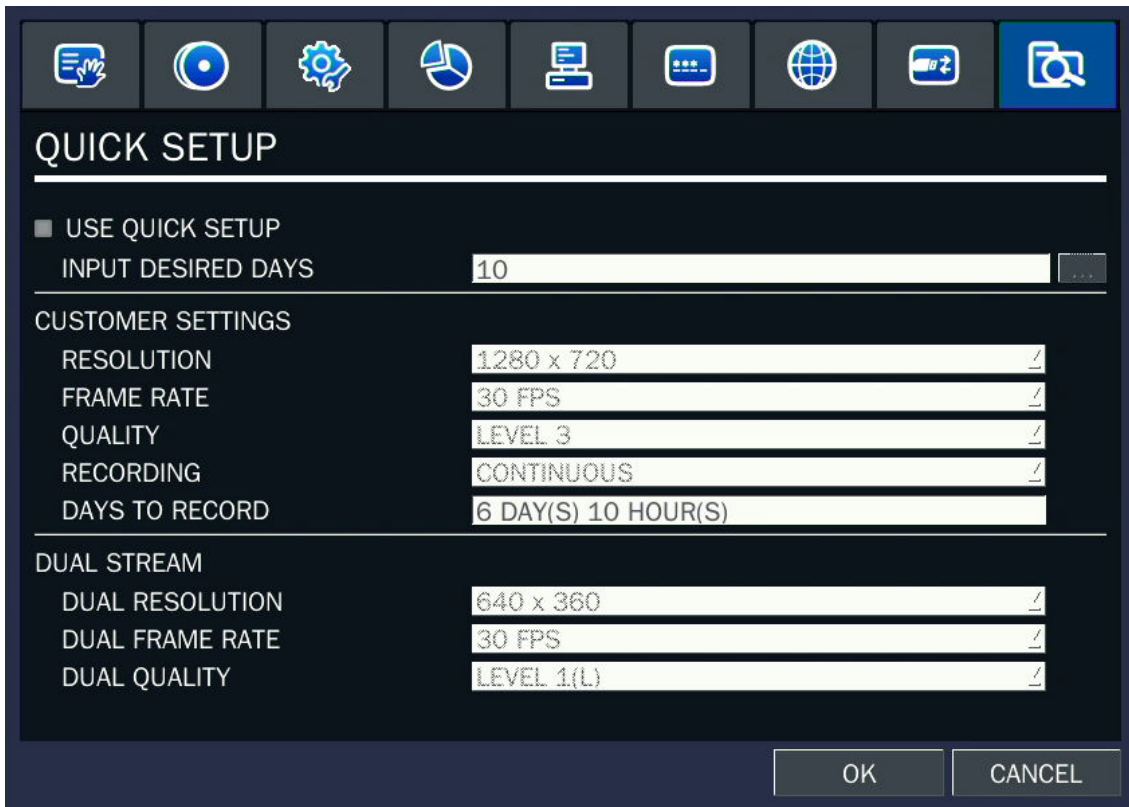 QUICK SETUP
USE QUICK SETUP
INPUT DESIRED DAYS 10 ...
CUSTOMER SETTINGS
RESOLUTION 1280 x 720
FRAME RATE 30 FPS
QUALITY LEVEL 3
RECORDING CONTINUOUS
DAYS TO RECORD 6 DAY(S) 10 HOUR(S)
DUAL STREAM
DUAL RESOLUTION 640 x 360
DUAL FRAME RATE 30 FPS
DUAL QUALITY LEVEL 1(L)
OK CANCEL